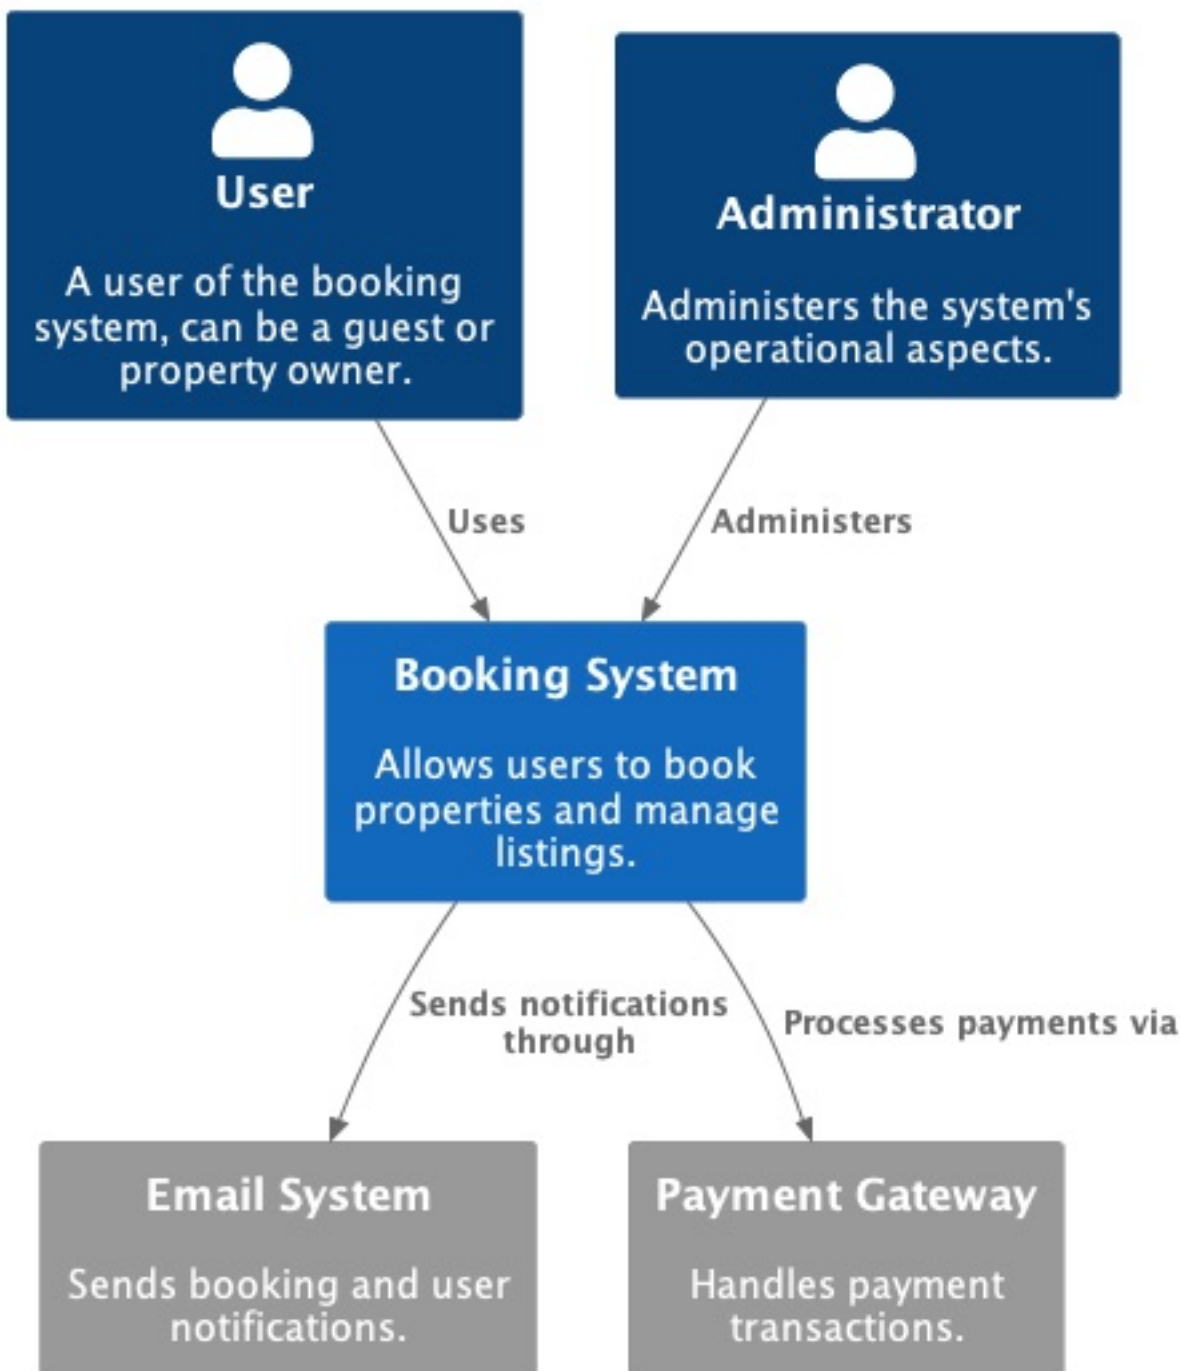 User
A user of the booking
system, can be a guest or
property owner.
Administrator
Administers the system's
operational aspects.
Uses
Administers
Booking System
Allows users to book
properties and manage
listings.
Sends notifications
through
Processes payments via
Email System
Sends booking and user
notifications.
Payment Gateway
Handles payment
transactions.